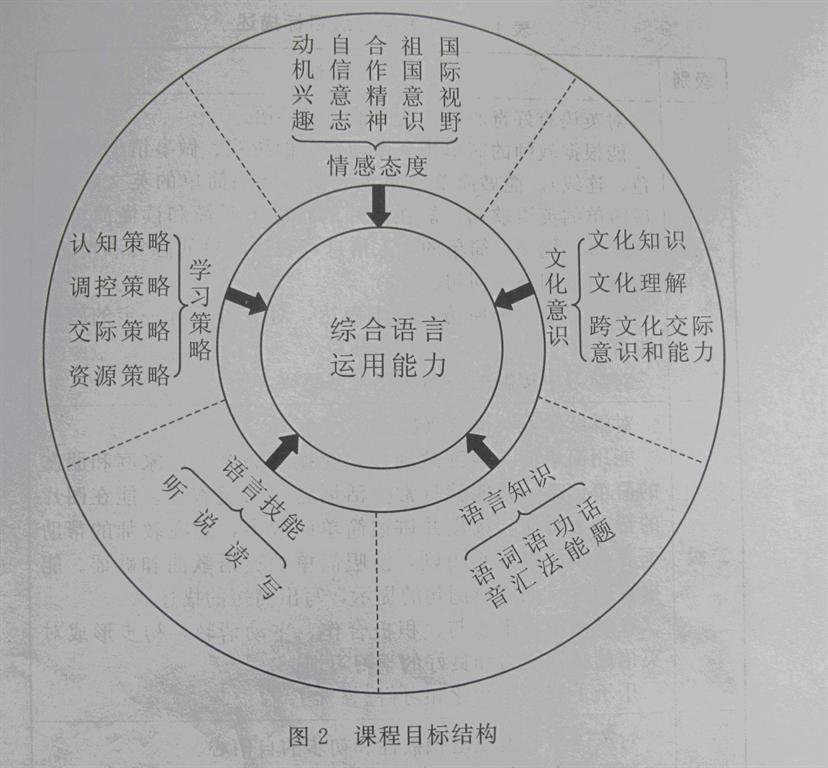 动机兴趣
自信意志
合作精神
祖国意识
国际视野
情感态度
认知策略
调控策略
交际策略
资源策略
学习策略
文化意识
文化知识
文化理解
跨文化交际
意识和能力
综合语言
运用能力
语言技能
听 说 读 写
语言知识
语音
词汇
语法
功能
话题
图2 课程目标结构